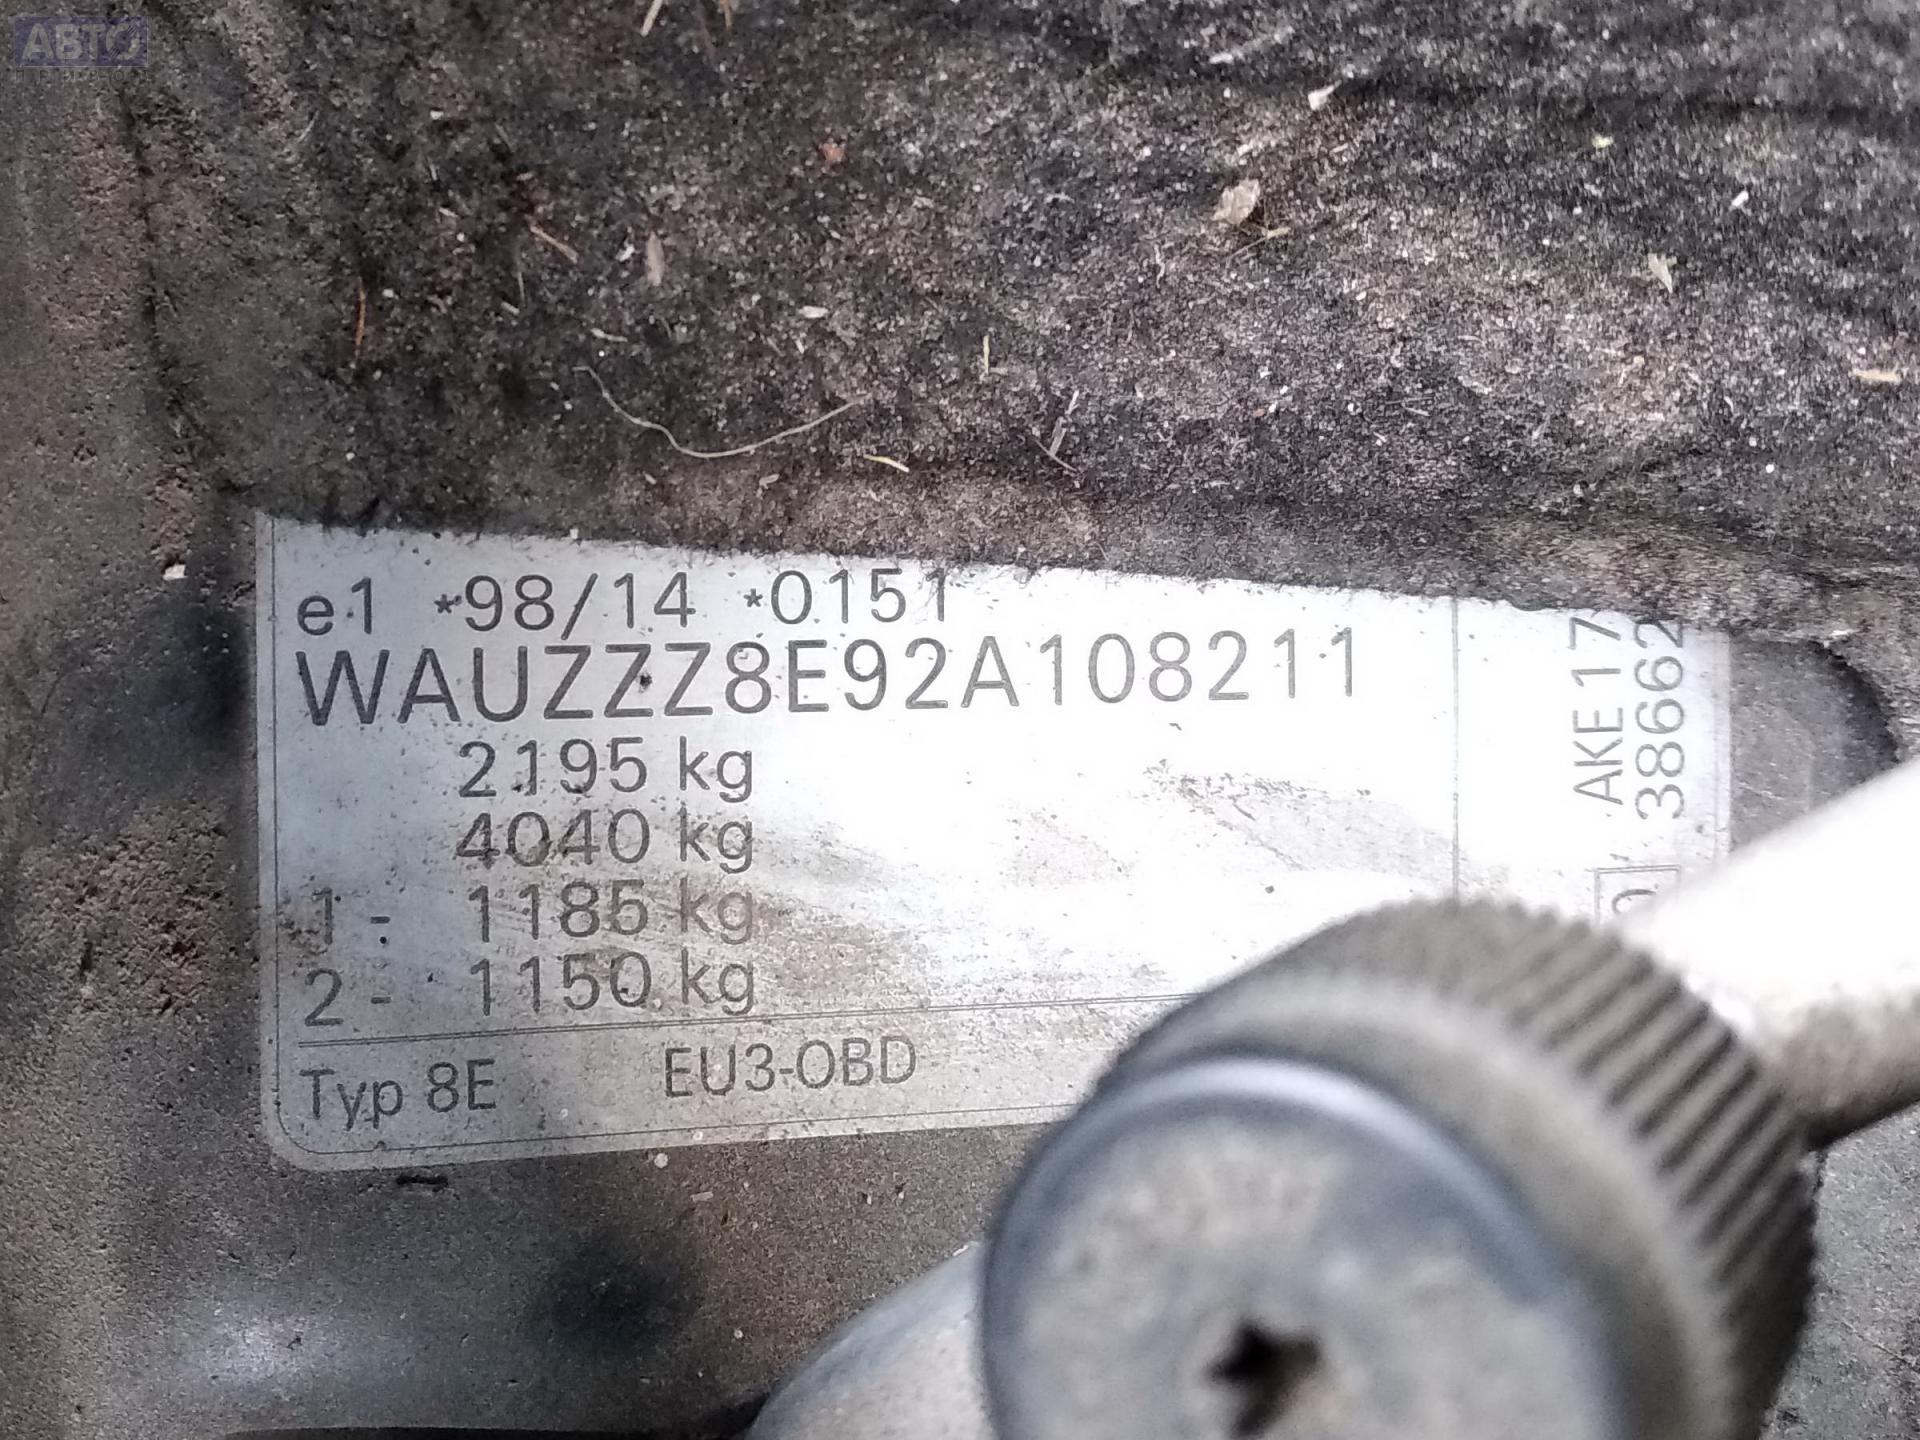 АВТО
ПРИВОЗ
e1 *98/14 *0151
WAUZZZ8E92A108211
2195 kg
4040 kg
1 - 1185 kg
2 - 1150 kg
Typ 8E EU3-OBD
AKE 17
38662